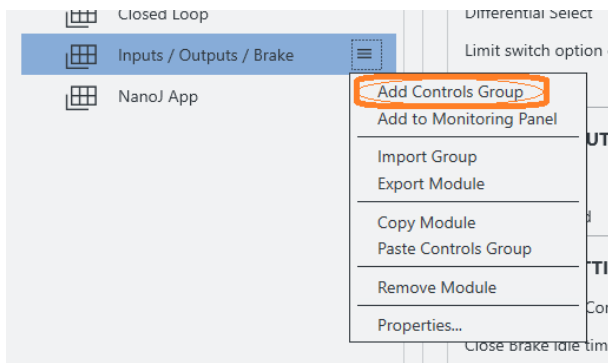 Closed Loop
Inputs / Outputs / Brake
NanoJ App
Differential Select
Limit switch option
Add Controls Group
Add to Monitoring Panel
Import Group
Export Module
Copy Module
Paste Controls Group
Remove Module
Properties...
Close Brake Idle tim